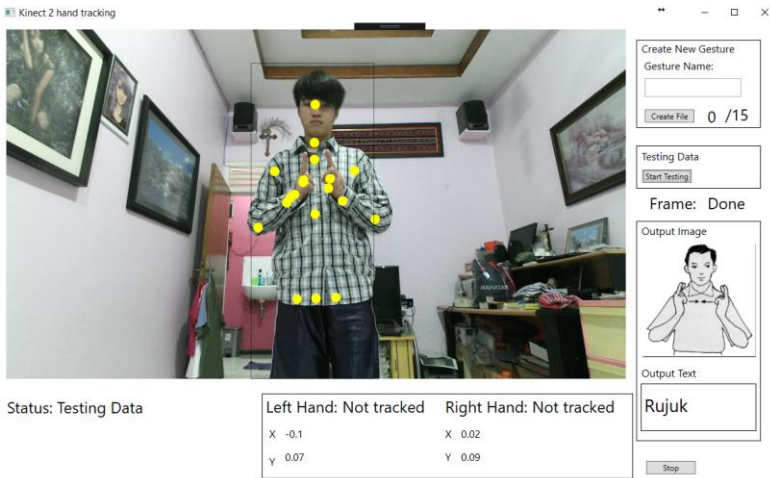 Kinect 2 hand tracking
Create New Gesture
Gesture Name:
Create File 0 /15
Testing Data
Start Testing
Frame: Done
Output Image
Output Text
Rujuk
Stop
Status: Testing Data
Left Hand: Not tracked Right Hand: Not tracked
X -0.1 X 0.02
Y 0.07 Y 0.09